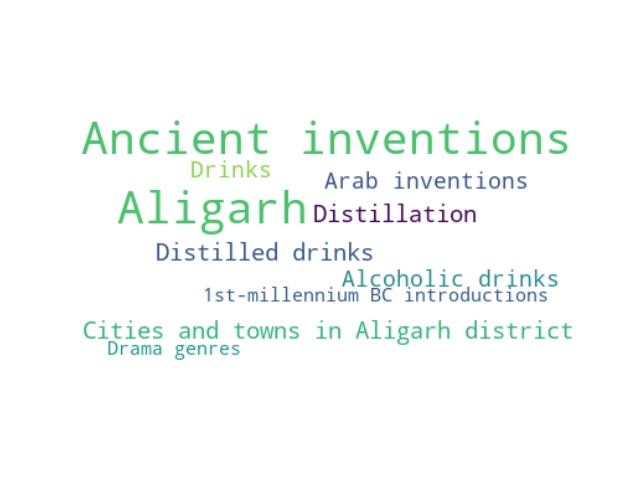 Ancient inventions
Drinks
Arab inventions
Aligarh
Distillation
Distilled drinks
Alcoholic drinks
1st-millennium BC introductions
Cities and towns in Aligarh district
Drama genres